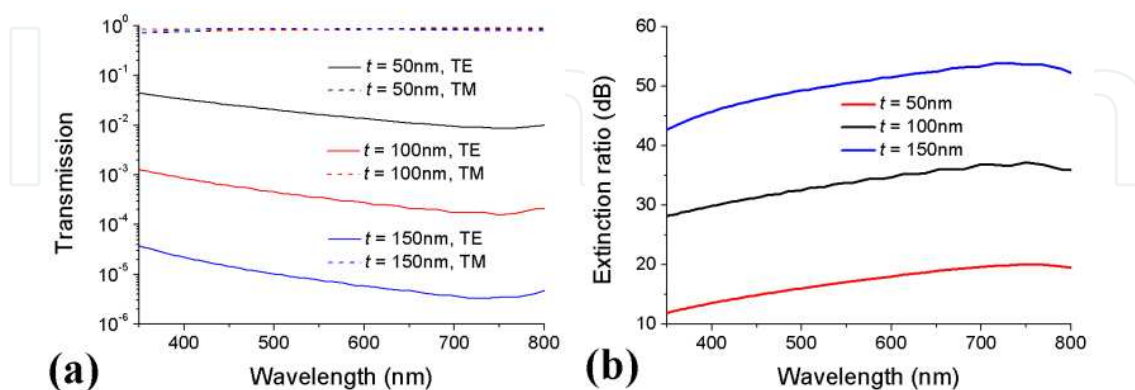 10^0
10^-1
10^-2
10^-3
10^-4
10^-5
10^-6
Transmission
t = 50nm, TE
t = 50nm, TM
t = 100nm, TE
t = 100nm, TM
t = 150nm, TE
t = 150nm, TM
400 500 600 700 800
Wavelength (nm)
(a)
60
50
40
30
20
10
Extinction ratio (dB)
t = 50nm
t = 100nm
t = 150nm
400 500 600 700 800
Wavelength (nm)
(b)